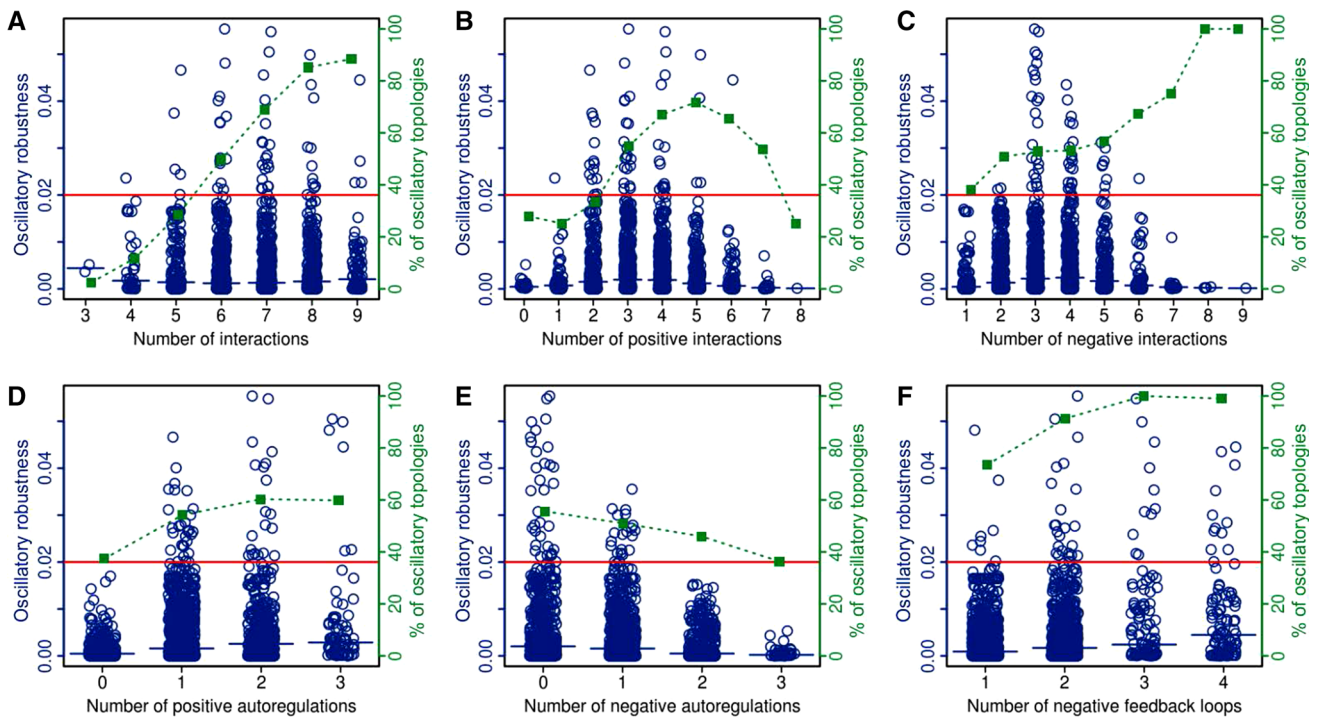 A
Oscillatory robustness
0.00 0.02 0.04
3 4 5 6 7 8 9
Number of interactions
0 20 40 60 80 100
% of oscillatory topologies
B
Oscillatory robustness
0.00 0.02 0.04
0 1 2 3 4 5 6 7 8
Number of positive interactions
0 20 40 60 80 100
% of oscillatory topologies
C
Oscillatory robustness
0.00 0.02 0.04
1 2 3 4 5 6 7 8 9
Number of negative interactions
0 20 40 60 80 100
% of oscillatory topologies
D
Oscillatory robustness
0.00 0.02 0.04
0 1 2 3
Number of positive autoregulations
0 20 40 60 80 100
% of oscillatory topologies
E
Oscillatory robustness
0.00 0.02 0.04
0 1 2 3
Number of negative autoregulations
0 20 40 60 80 100
% of oscillatory topologies
F
Oscillatory robustness
0.00 0.02 0.04
1 2 3 4
Number of negative feedback loops
0 20 40 60 80 100
% of oscillatory topologies